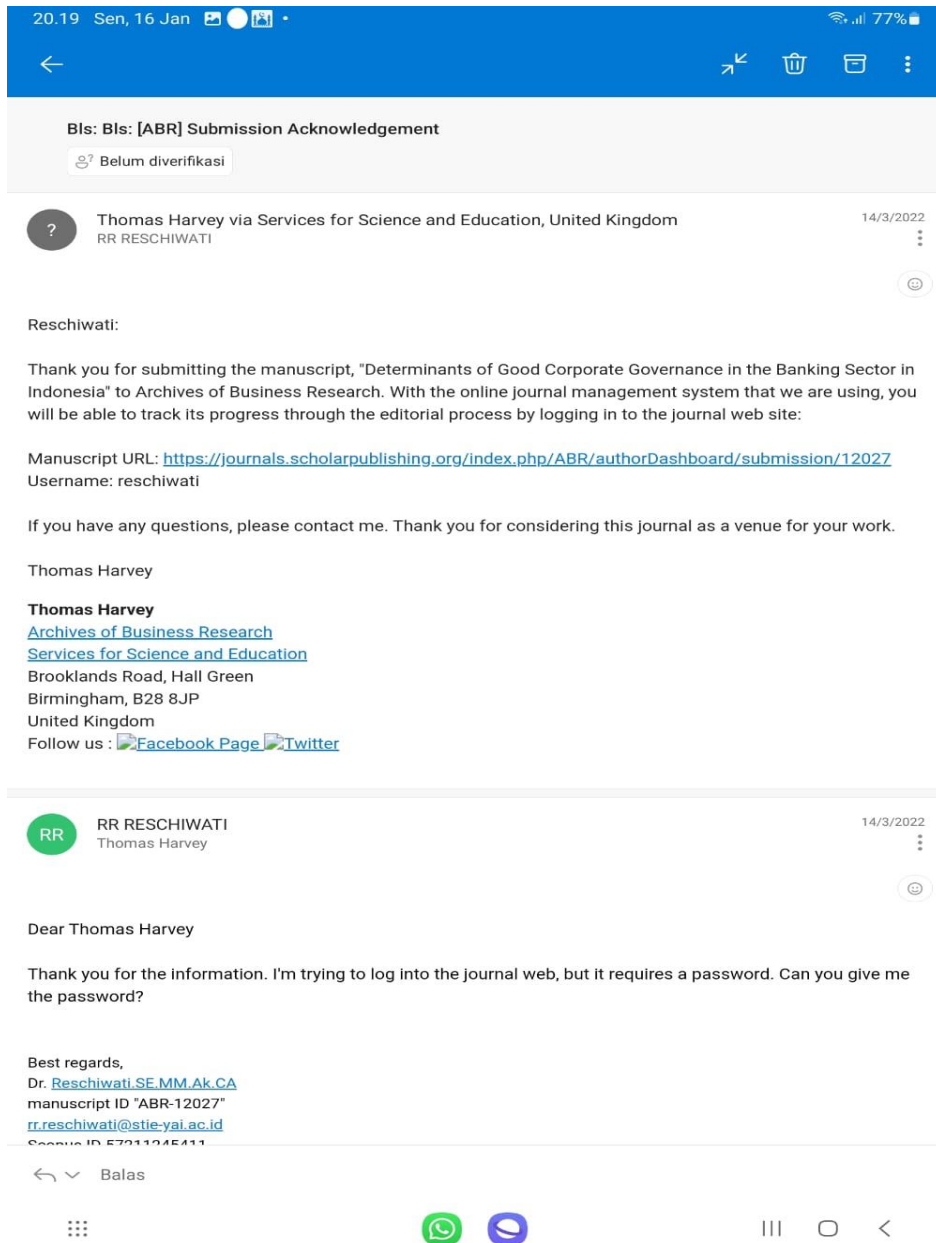 20.19 Sen, 16 Jan
77%
Bls: Bls: [ABR] Submission Acknowledgement
Belum diverifikasi
?
Thomas Harvey via Services for Science and Education, United Kingdom
14/3/2022
RR RESCHIWATI
Reschiwati:
Thank you for submitting the manuscript, "Determinants of Good Corporate Governance in the Banking Sector in
Indonesia" to Archives of Business Research. With the online journal management system that we are using, you
will be able to track its progress through the editorial process by logging in to the journal web site:
Manuscript URL: https://journals.scholarpublishing.org/index.php/ABR/authorDashboard/submission/12027
Username: reschiwati
If you have any questions, please contact me. Thank you for considering this journal as a venue for your work.
Thomas Harvey
Thomas Harvey
Archives of Business Research
Services for Science and Education
Brooklands Road, Hall Green
Birmingham, B28 8JP
United Kingdom
Follow us : Facebook Page Twitter
RR
RR RESCHIWATI
14/3/2022
Thomas Harvey
Dear Thomas Harvey
Thank you for the information. I'm trying to log into the journal web, but it requires a password. Can you give me
the password?
Best regards,
Dr. Reschiwati.SE.MM.Ak.CA
manuscript ID "ABR-12027"
rr.reschiwati@stie-yai.ac.id
Scopus ID 57211245411
Balas